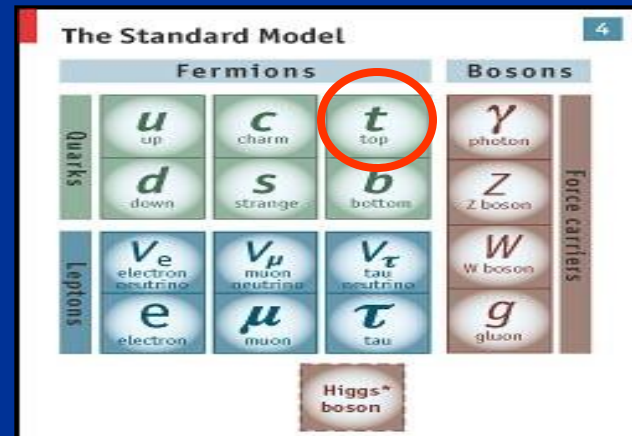 The Standard Model
4
Fermions
Bosons
Quarks
u
up
c
charm
t
top
γ
photon
d
down
s
strange
b
bottom
Z
Z boson
Force carriers
Leptons
νe
electron
neutrino
νμ
muon
neutrino
ντ
tau
neutrino
W
W boson
e
electron
μ
muon
τ
tau
g
gluon
Higgs*
boson